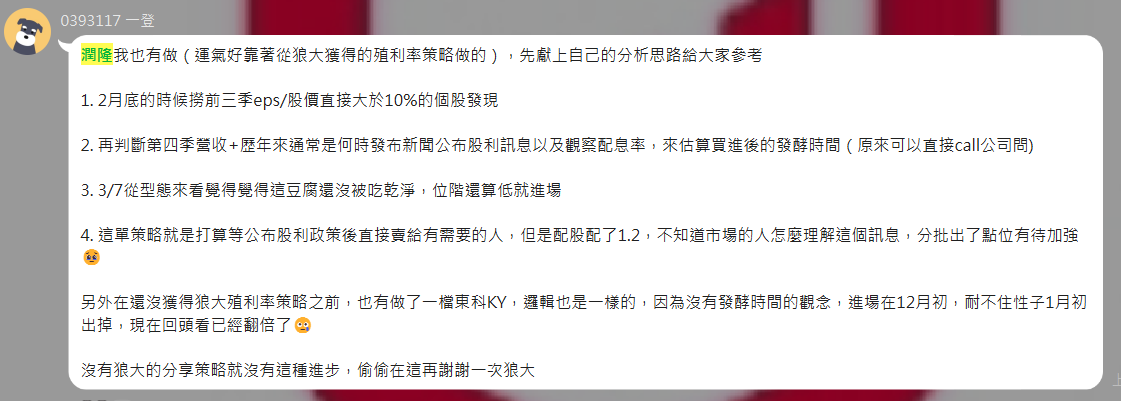 0393117 一登
潤隆我也有做（運氣好靠著從狼大獲得的殖利率策略做的），先獻上自己的分析思路給大家參考
1. 2月底的時候撈前三季eps/股價直接大於10%的個股發現
2. 再判斷第四季營收+歷年來通常是何時發布新聞公布股利訊息以及觀察配息率，來估算買進後的發酵時間（原來可以直接call公司問)
3. 3/7從型態來看覺得覺得這豆腐還沒被吃乾淨，位階還算低就進場
4. 這單策略就是打算等公布股利政策後直接賣給有需要的人，但是配股配了1.2，不知道市場的人怎麼理解這個訊息，分批出了點位有待加強
🥺
另外在還沒獲得狼大殖利率策略之前，也有做了一檔東科KY，邏輯也是一樣的，因為沒有發酵時間的觀念，進場在12月初，耐不住性子1月初
出掉，現在回頭看已經翻倍了🤕
沒有狼大的分享策略就沒有這種進步，偷偷在這再謝謝一次狼大